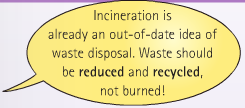 Incineration is
already an out-of-date idea of
waste disposal. Waste should
be reduced and recycled,
not burned!